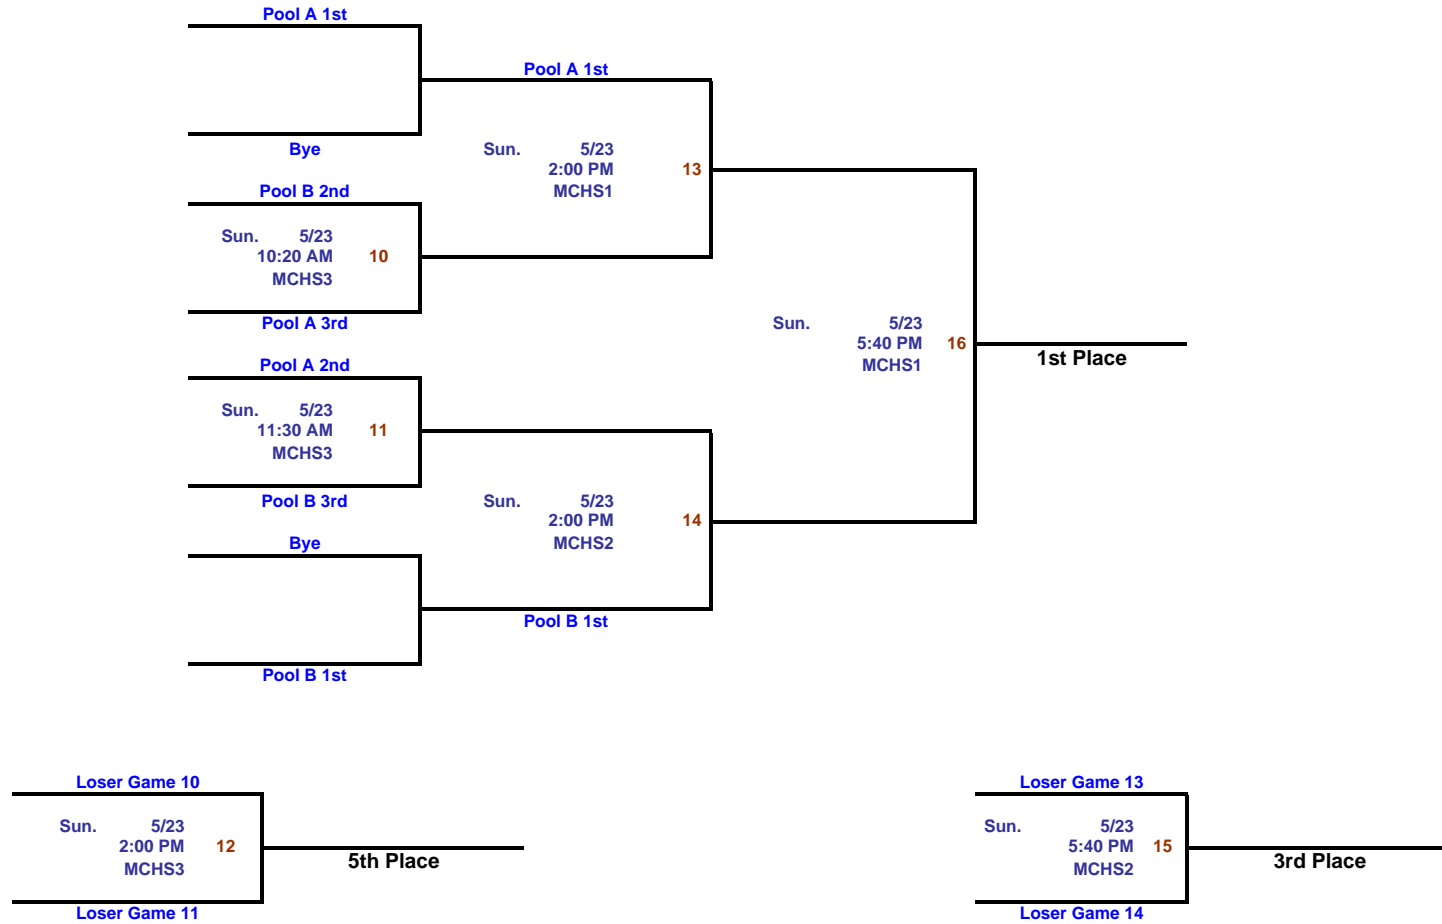 Pool A 1st
Pool A 1st
Bye
Sun. 5/23
2:00 PM 13
MCHS1
Pool B 2nd
Sun. 5/23
10:20 AM 10
MCHS3
Pool A 3rd
Sun. 5/23
5:40 PM 16
MCHS1
1st Place
Pool A 2nd
Sun. 5/23
11:30 AM 11
MCHS3
Pool B 3rd
Sun. 5/23
2:00 PM 14
MCHS2
Bye
Pool B 1st
Pool B 1st
Loser Game 10
Sun. 5/23
2:00 PM 12
MCHS3
5th Place
Loser Game 11
Loser Game 13
Sun. 5/23
5:40 PM 15
MCHS2
3rd Place
Loser Game 14